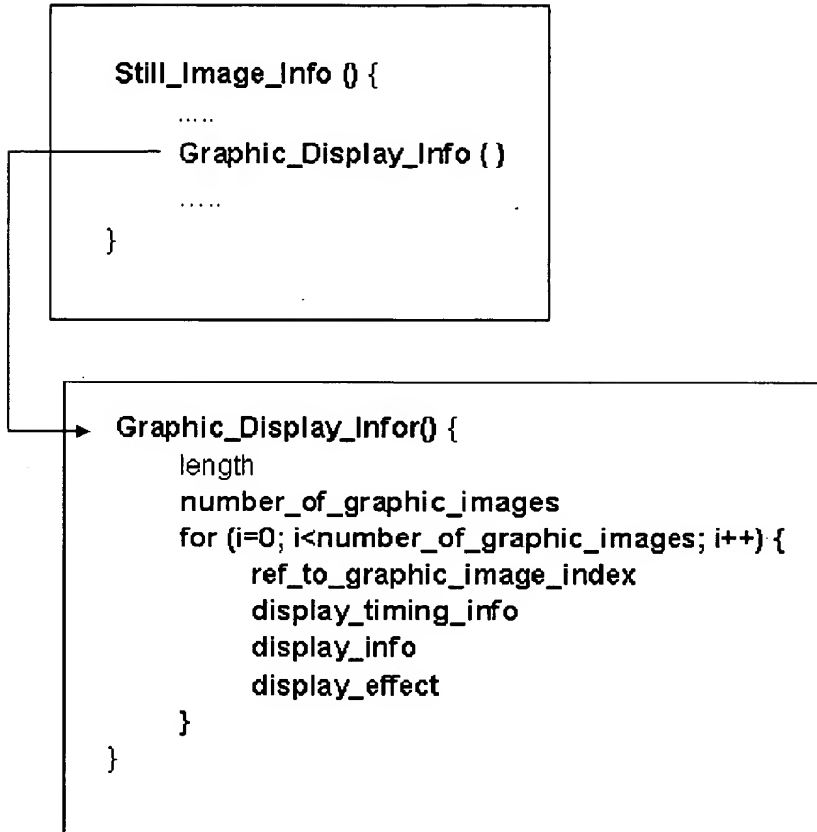 Still_Image_Info () {
.....
Graphic_Display_Info ( )
.....
}
Graphic_Display_Infor() {
length
number_of_graphic_images
for (i=0; i<number_of_graphic_images; i++) {
ref_to_graphic_image_index
display_timing_info
display_info
display_effect
}
}